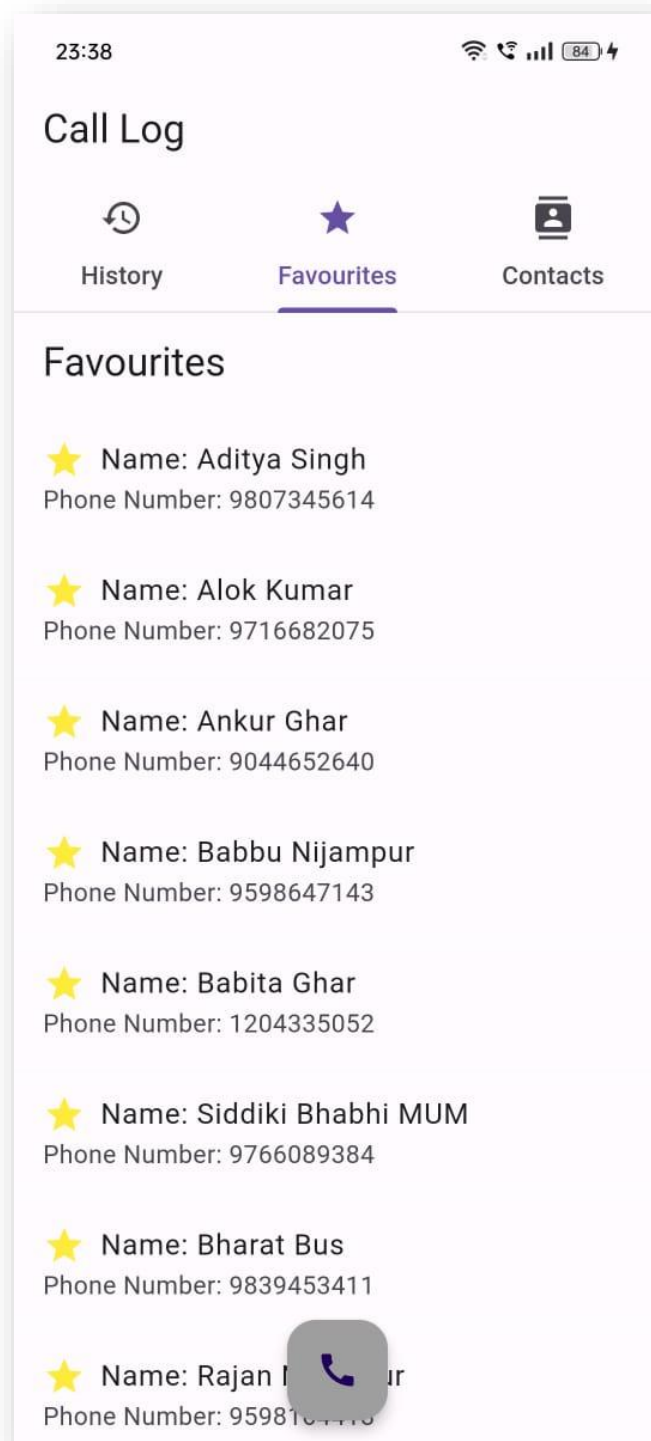 23:38
84
Call Log
History Favourites Contacts
Favourites
Name: Aditya Singh
Phone Number: 9807345614
Name: Alok Kumar
Phone Number: 9716682075
Name: Ankur Ghar
Phone Number: 9044652640
Name: Babbu Nijampur
Phone Number: 9598647143
Name: Babita Ghar
Phone Number: 1204335052
Name: Siddiki Bhabhi MUM
Phone Number: 9766089384
Name: Bharat Bus
Phone Number: 9839453411
Name: Rajan
Phone Number: